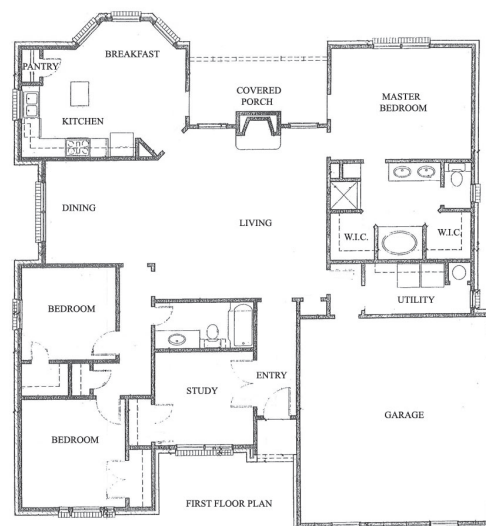 BREAKFAST
PANTRY
COVERED
PORCH
MASTER
BEDROOM
KITCHEN
DINING
LIVING
W.I.C.
W.I.C.
BEDROOM
UTILITY
ENTRY
STUDY
GARAGE
BEDROOM
FIRST FLOOR PLAN